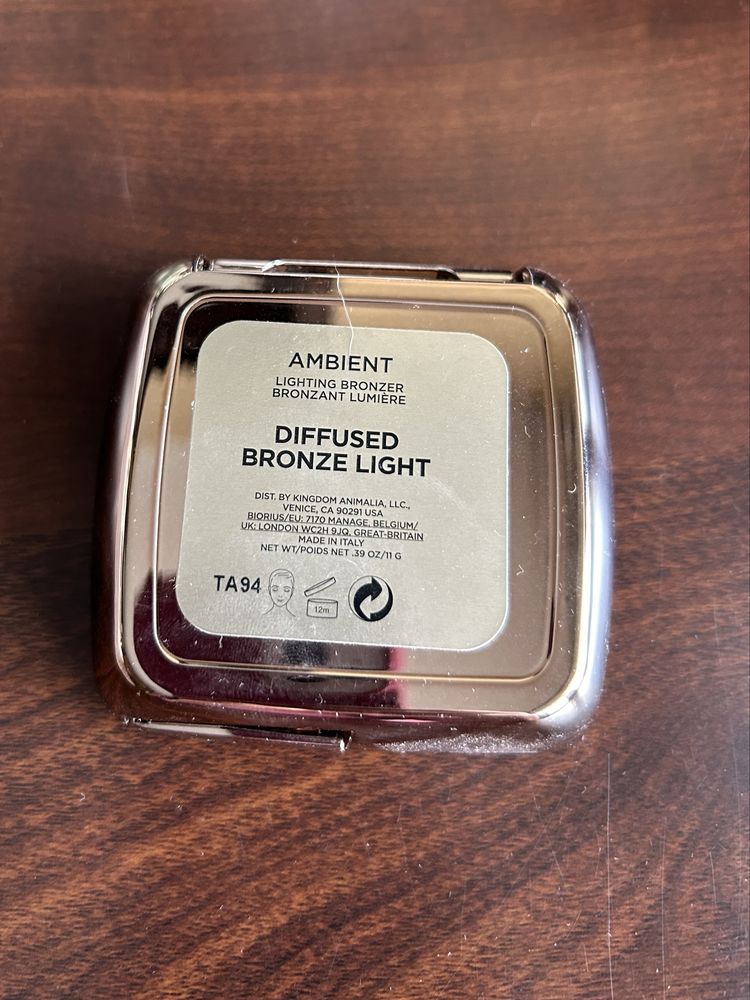 AMBIENT
LIGHTING BRONZER
BRONZANT LUMIÈRE
DIFFUSED
BRONZE LIGHT
DIST. BY KINGDOM ANIMALIA, LLC.,
VENICE, CA 90291 USA
BIORIUS/EU: 7170 MANAGE, BELGIUM/
UK: LONDON WC2H 9JQ, GREAT-BRITAIN
MADE IN ITALY
NET WT/POIDS NET .39 OZ/11 G
TA94
12m